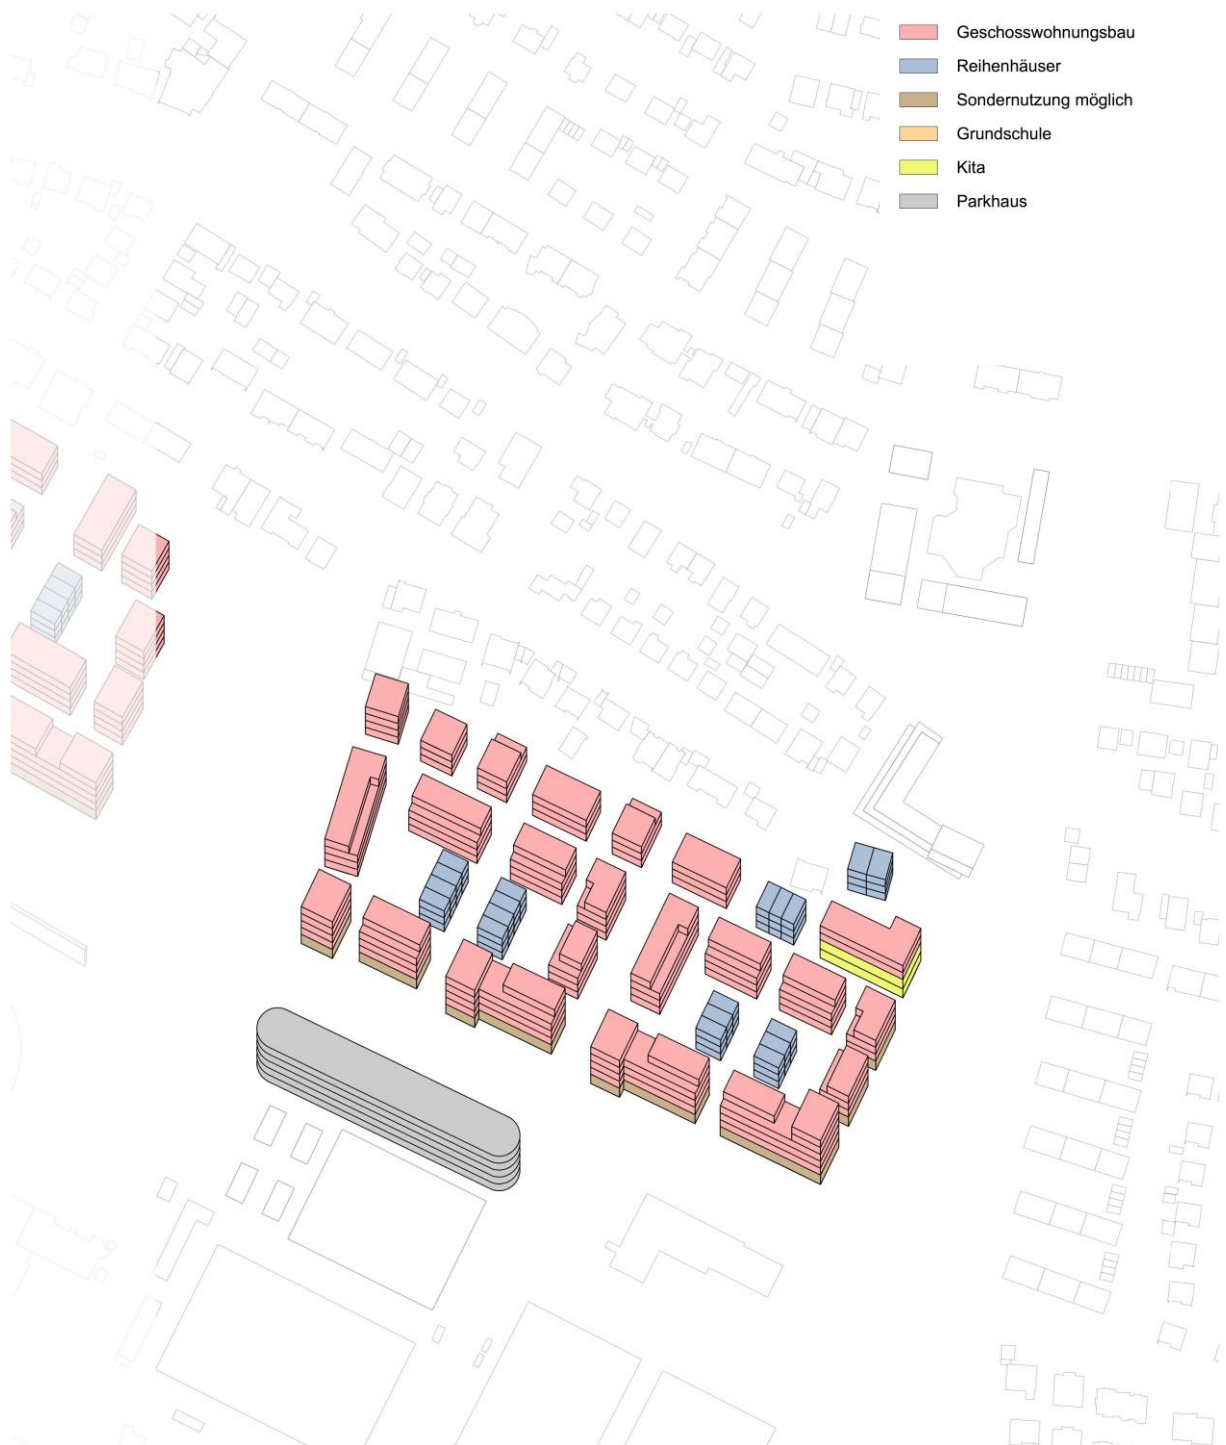 Geschosswohnungsbau
Reihenhäuser
Sondernutzung möglich
Grundschule
Kita
Parkhaus